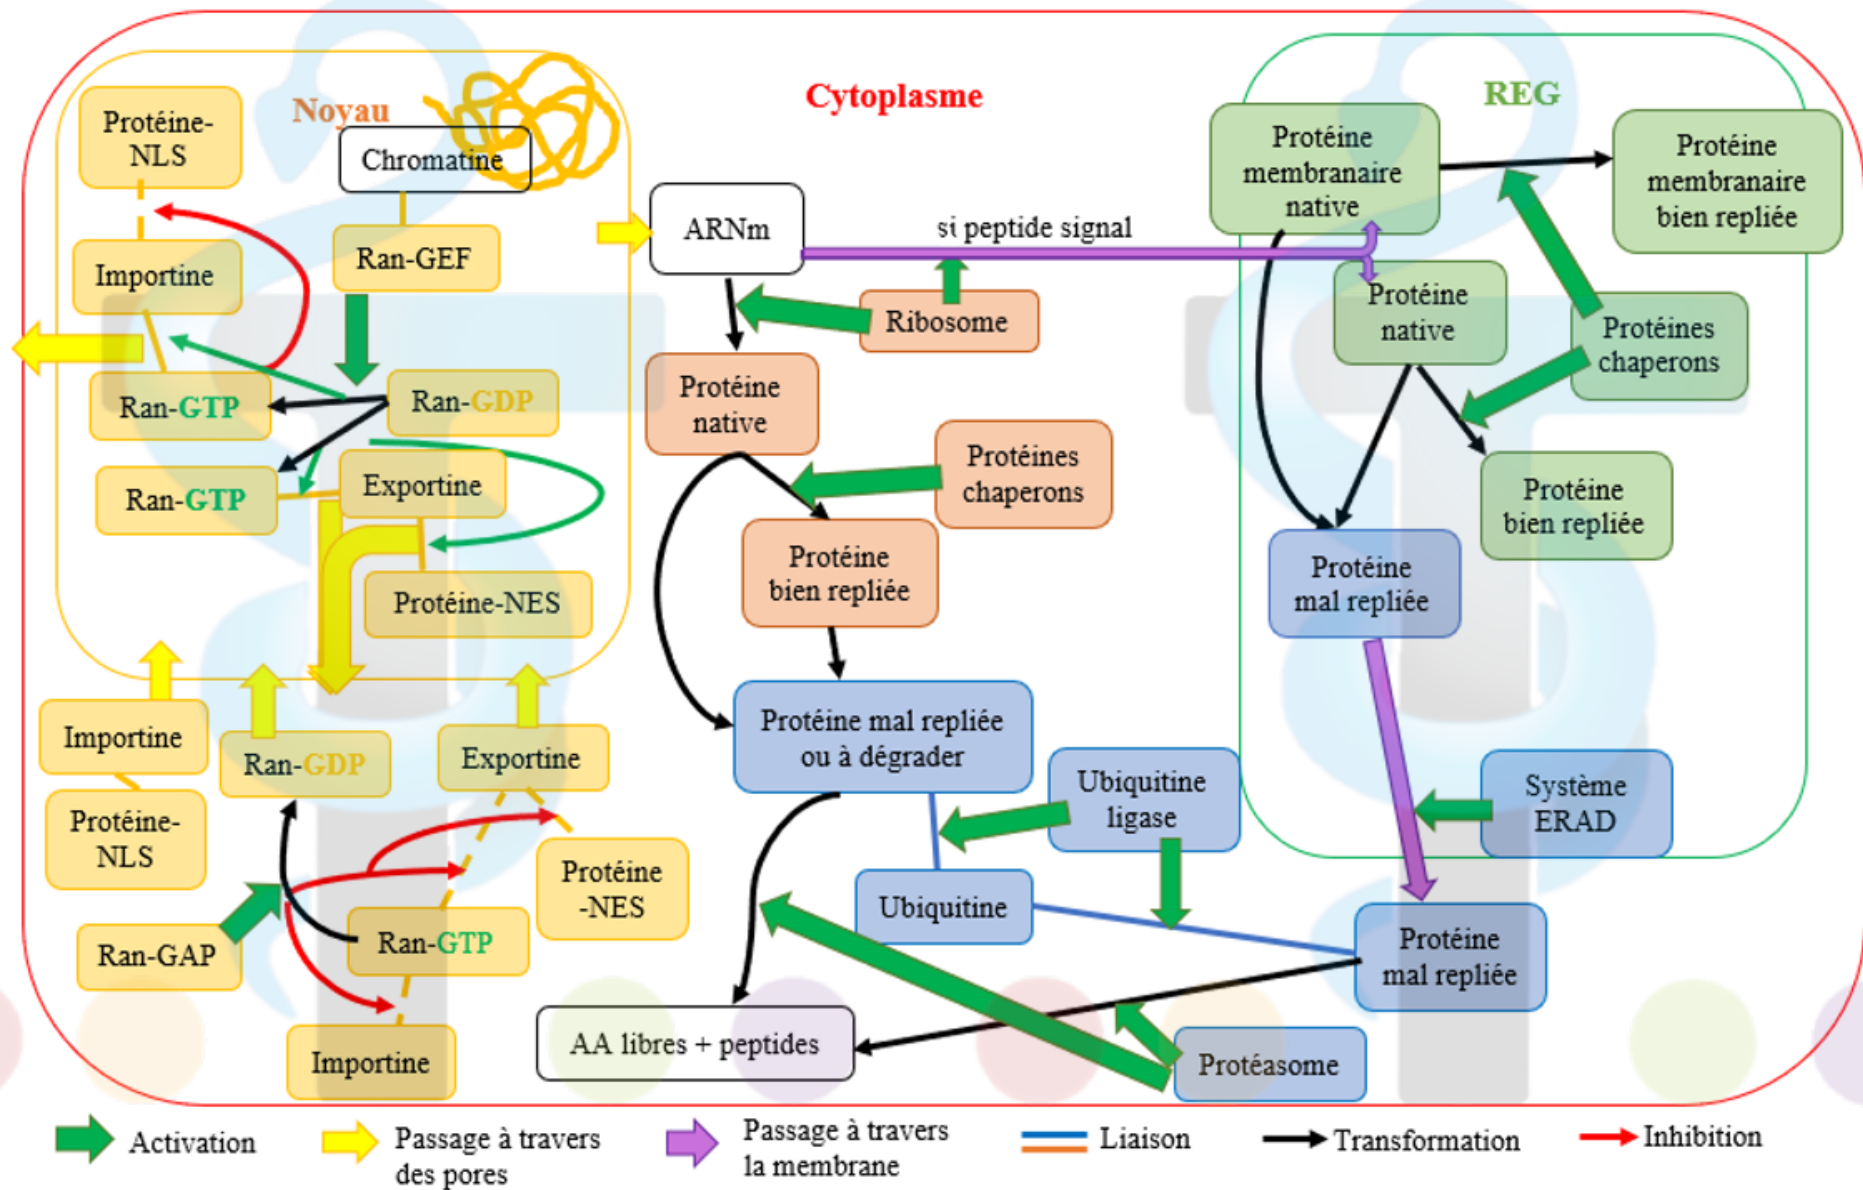 Noyau
Cytoplasme
REG
Protéine-
NLS
Chromatine
Importine
Ran-GEF
Ran-GTP
Ran-GDP
Ran-GTP
Exportine
Protéine-NES
Importine
Ran-GDP
Exportine
Protéine-
NLS
Protéine
-NES
Ran-GAP
Ran-GTP
Importine
ARNm
si peptide signal
Ribosome
Protéine
native
Protéines
chaperons
Protéine
bien repliée
Protéine mal repliée
ou à dégrader
Ubiquitine
ligase
Ubiquitine
AA libres + peptides
Protéasome
Protéine
membranaire
native
Protéine
membranaire
bien repliée
Protéine
native
Protéines
chaperons
Protéine
bien repliée
Protéine
mal repliée
Système
ERAD
Protéine
mal repliée
Activation
Passage à travers
des pores
Passage à travers
la membrane
Liaison
Transformation
Inhibition